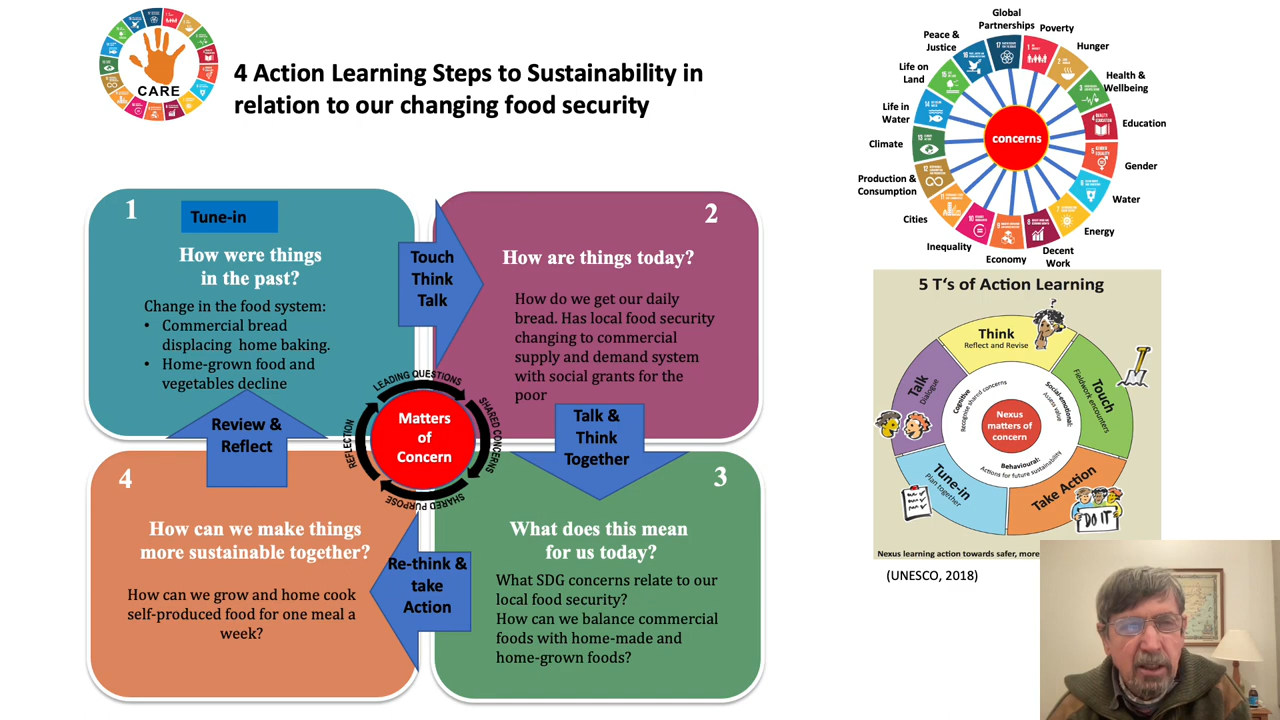 CARE
4 Action Learning Steps to Sustainability in
relation to our changing food security
1
Tune-in
How were things
in the past?
Change in the food system:
• Commercial bread
displacing home baking.
• Home-grown food and
vegetables decline
Touch
Think
Talk
2
How are things today?
How do we get our daily
bread. Has local food security
changing to commercial
supply and demand system
with social grants for the
poor
Review &
Reflect
LEADING QUESTIONS
SHARED CONCERNS
SHARED PURPOSE
REFLECTION
Matters
of
Concern
Talk &
Think
Together
4
How can we make things
more sustainable together?
How can we grow and home cook
self-produced food for one meal a
week?
Re-think &
take
Action
3
What does this mean
for us today?
What SDG concerns relate to our
local food security?
How can we balance commercial
foods with home-made and
home-grown foods?
Global
Partnerships
Poverty
Hunger
Health &
Wellbeing
Education
Gender
Water
Energy
Decent
Work
Economy
Inequality
Cities
Production &
Consumption
Climate
Life in
Water
Life on
Land
Peace &
Justice
concerns
5 T's of Action Learning
Think
Reflect and Revise
Touch
Fieldwork encounters
Take Action
DO IT
Tune-in
Plan together
Talk
Dialogue
Cognitive
Recognise shared concerns
Social-emotional:
Assess value
Behavioural:
Actions for future sustainability
Nexus
matters of
concern
Nexus learning action towards safer, more
(UNESCO, 2018)